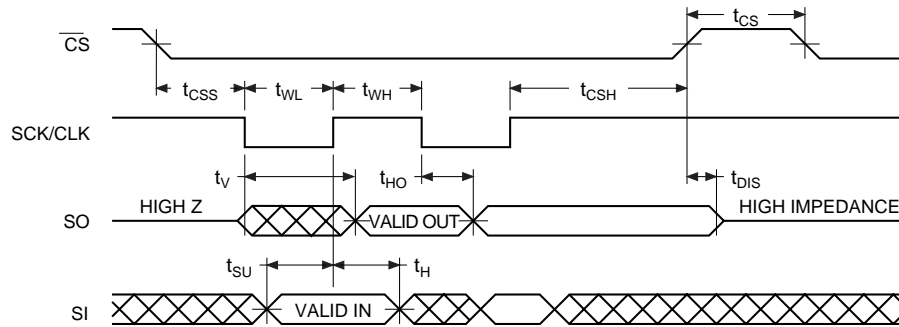 t_CS
C̅S̅
t_CSS t_WL t_WH t_CSH
SCK/CLK
t_V t_HO t_DIS
HIGH Z VALID OUT HIGH IMPEDANCE
SO
t_SU t_H
SI VALID IN